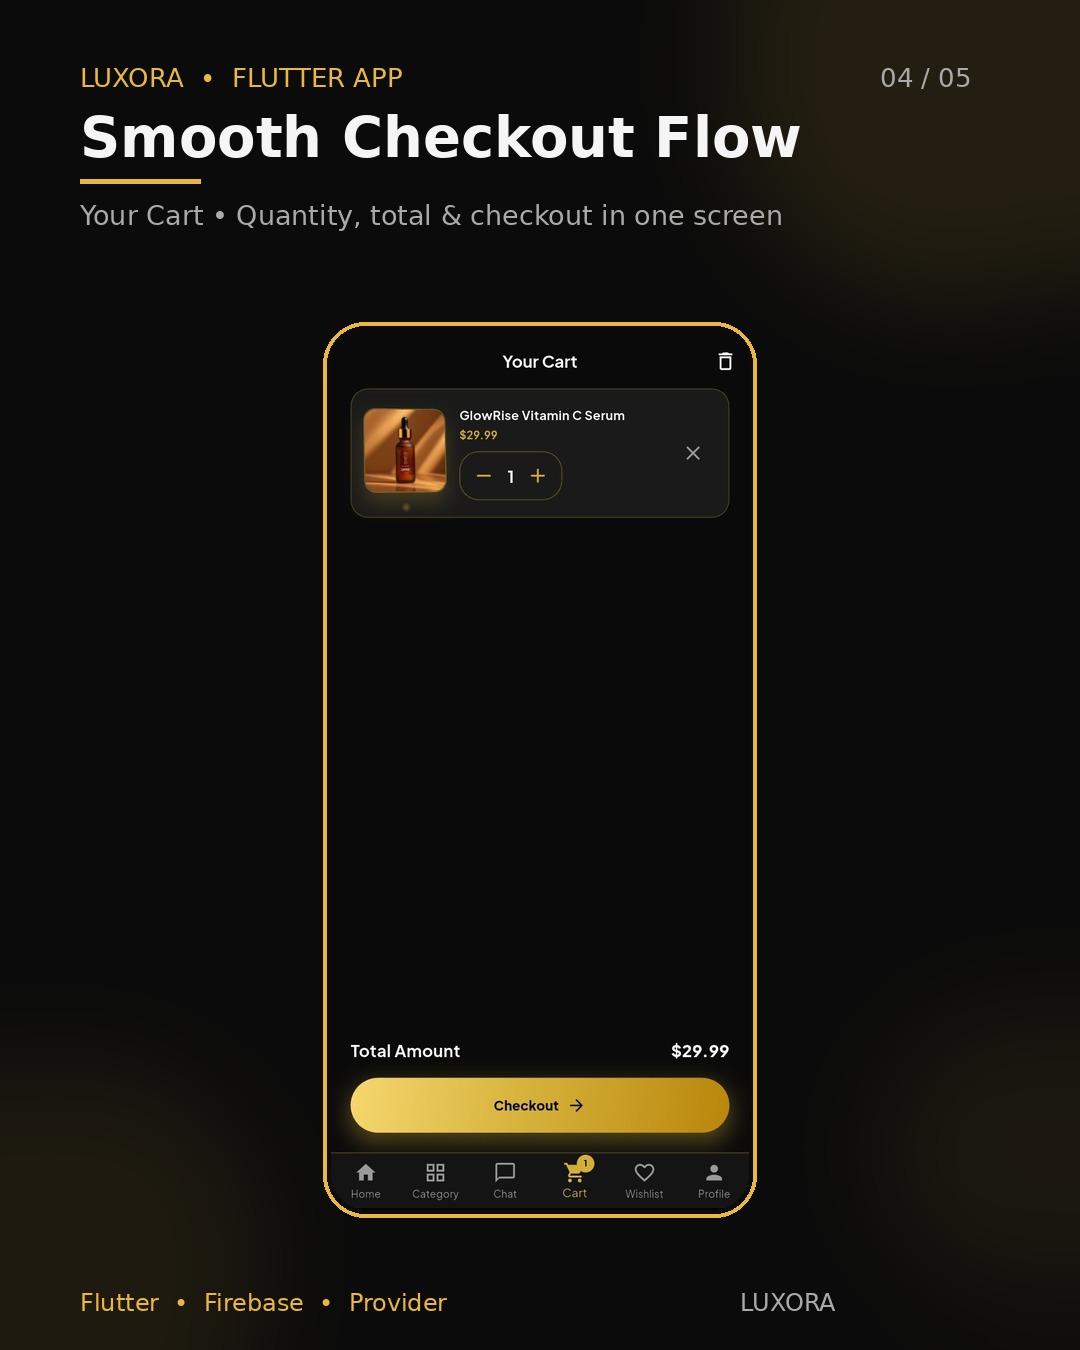 LUXORA • FLUTTER APP
04 / 05
Smooth Checkout Flow
Your Cart • Quantity, total & checkout in one screen
Your Cart
GlowRise Vitamin C Serum
$29.99
1
Total Amount
$29.99
Checkout →
1
Home
Category
Chat
Cart
Wishlist
Profile
Flutter • Firebase • Provider
LUXORA